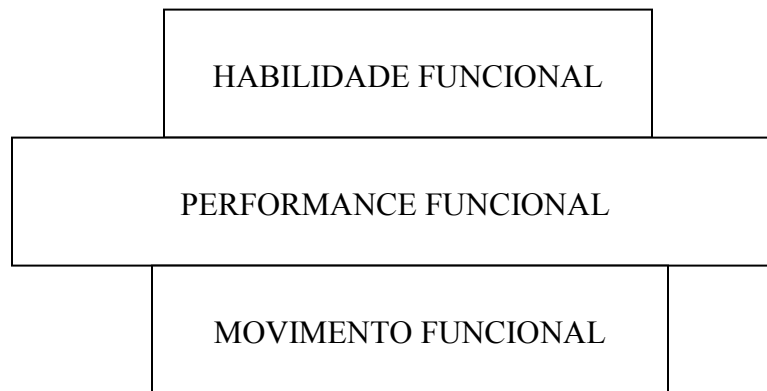 HABILIDADE FUNCIONAL
PERFORMANCE FUNCIONAL
MOVIMENTO FUNCIONAL